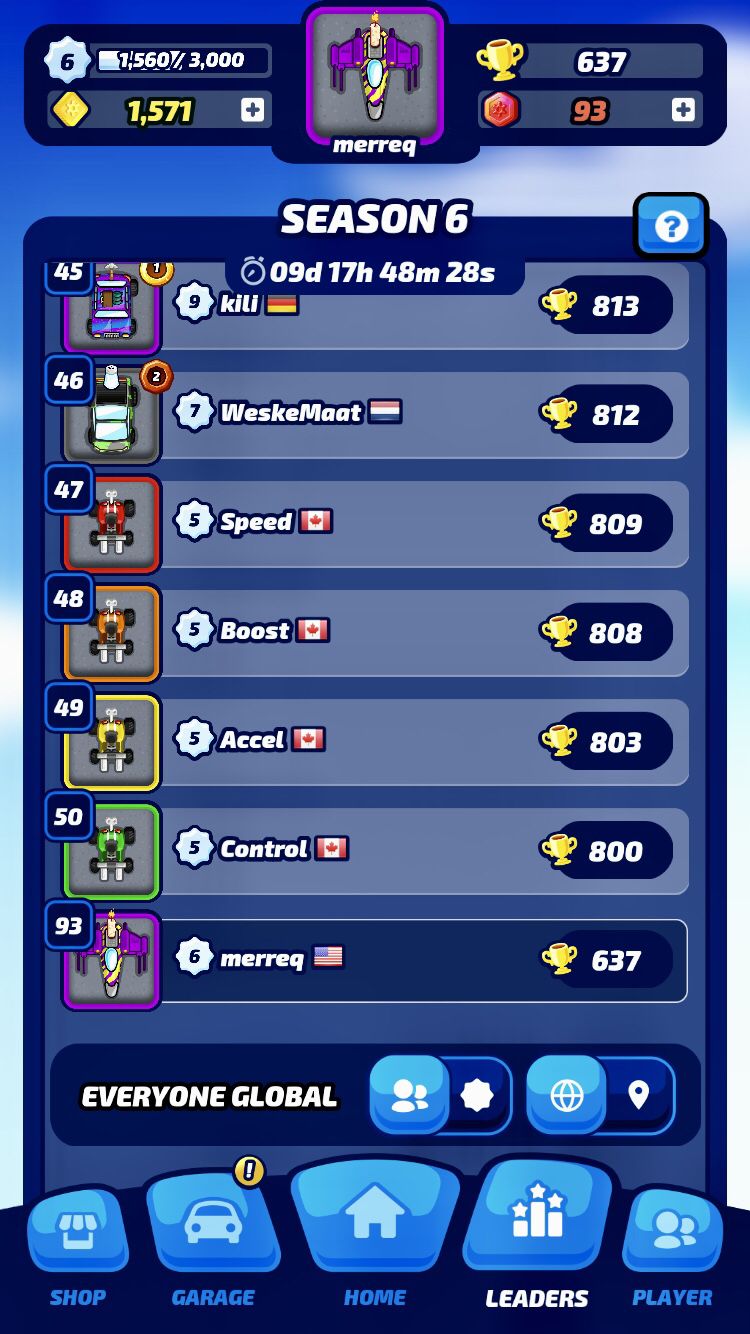 6 1,560 / 3,000
637
1,571
93
merreq
SEASON 6
09d 17h 48m 28s
45 1 9 kili 813
46 2 7 WeskeMaat 812
47 5 Speed 809
48 5 Boost 808
49 5 Accel 803
50 5 Control 800
93 6 merreq 637
EVERYONE GLOBAL
SHOP GARAGE HOME LEADERS PLAYER